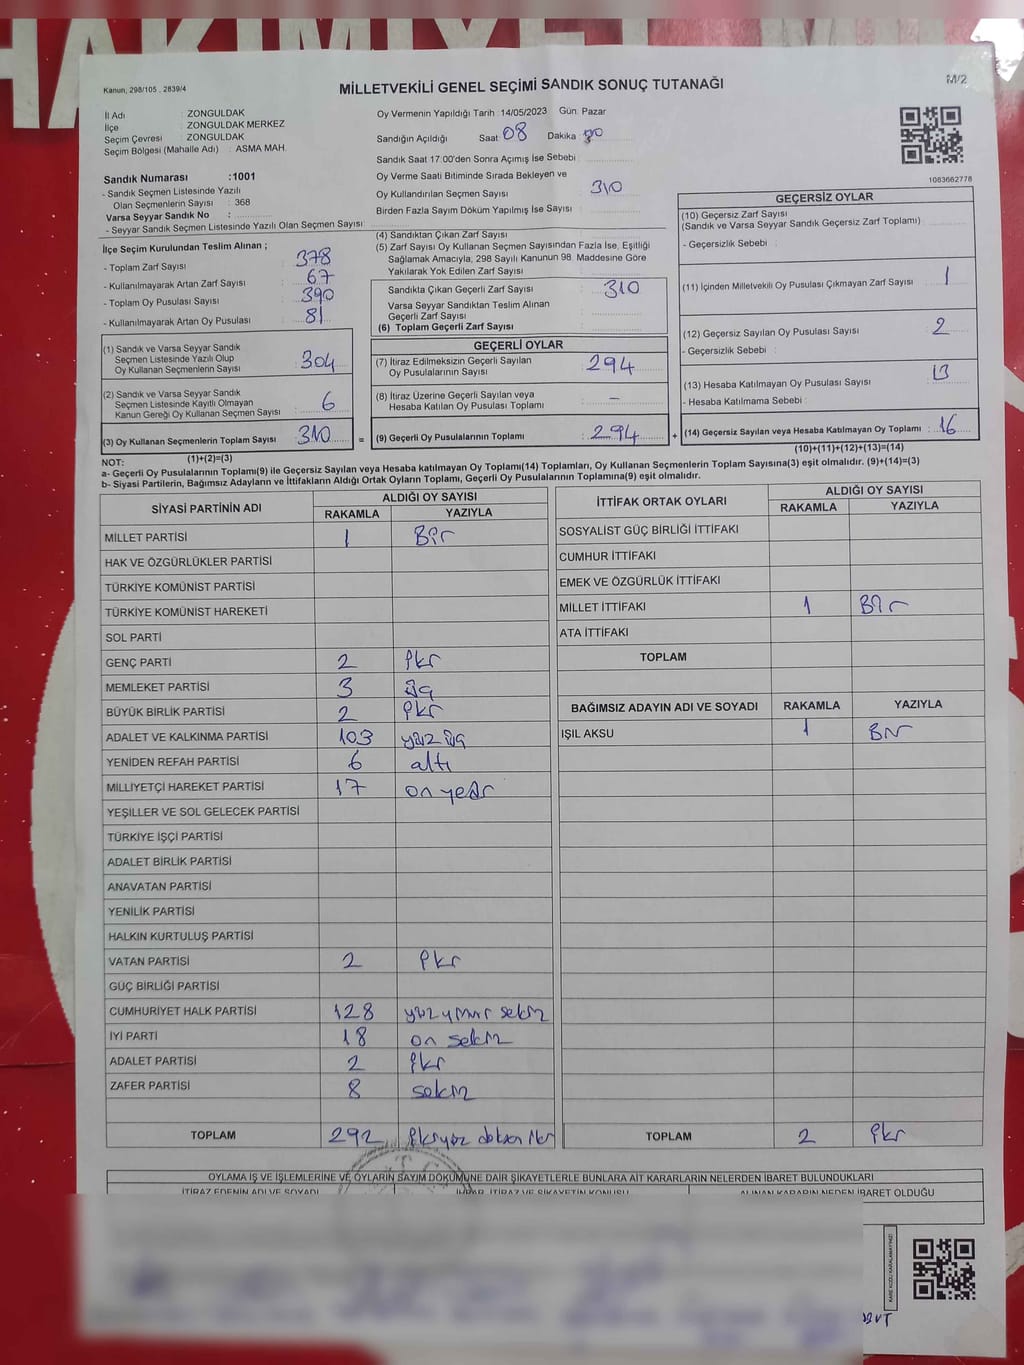 HAKİMİYET
Kanun, 298/105 , 2839/4
MİLLETVEKİLİ GENEL SEÇİMİ SANDIK SONUÇ TUTANAĞI
M/2
İl Adı : ZONGULDAK
İlçe : ZONGULDAK MERKEZ
Seçim Çevresi : ZONGULDAK
Seçim Bölgesi (Mahalle Adı) : ASMA MAH.
Oy Vermenin Yapıldığı Tarih : 14/05/2023 Gün: Pazar
Sandığın Açıldığı Saat: 08 Dakika
Sandık Saat 17:00'den Sonra Açımış İse Sebebi :
Oy Verme Saati Bitiminde Sırada Bekleyen ve
Oy Kullandırılan Seçmen Sayısı : 310
Birden Fazla Sayım Döküm Yapılmış İse Sayısı :
1083662778
Sandık Numarası :1001
- Sandık Seçmen Listesinde Yazılı
Olan Seçmenlerin Sayısı : 368
Varsa Seyyar Sandık No :
- Seyyar Sandık Seçmen Listesinde Yazılı Olan Seçmen Sayısı:
İlçe Seçim Kurulundan Teslim Alınan ;
- Toplam Zarf Sayısı : 378
- Kullanılmayarak Artan Zarf Sayısı : 67
- Toplam Oy Pusulası Sayısı : 390
- Kullanılmayarak Artan Oy Pusulası : 81
(1) Sandık ve Varsa Seyyar Sandık
Seçmen Listesinde Yazılı Olup
Oy Kullanan Seçmenlerin Sayısı : 304
(2) Sandık ve Varsa Seyyar Sandık
Seçmen Listesinde Kayıtlı Olmayan
Kanun Gereği Oy Kullanan Seçmen Sayısı : 6
(3) Oy Kullanan Seçmenlerin Toplam Sayısı : 310
(1)+(2)=(3)
(4) Sandıktan Çıkan Zarf Sayısı :
(5) Zarf Sayısı Oy Kullanan Seçmen Sayısından Fazla İse, Eşitliği
Sağlamak Amacıyla, 298 Sayılı Kanunun 98. Maddesine Göre
Yakılarak Yok Edilen Zarf Sayısı :
Sandıkta Çıkan Geçerli Zarf Sayısı : 310
Varsa Seyyar Sandıktan Teslim Alınan
Geçerli Zarf Sayısı :
(6) Toplam Geçerli Zarf Sayısı :
GEÇERLİ OYLAR
(7) İtiraz Edilmeksizin Geçerli Sayılan
Oy Pusulalarının Sayısı : 294
(8) İtiraz Üzerine Geçerli Sayılan veya
Hesaba Katılan Oy Pusulası Toplamı : -
= (9) Geçerli Oy Pusulalarının Toplamı : 294 +
GEÇERSİZ OYLAR
(10) Geçersiz Zarf Sayısı
(Sandık ve Varsa Seyyar Sandık Geçersiz Zarf Toplamı) :
- Geçersizlik Sebebi :
(11) İçinden Milletvekili Oy Pusulası Çıkmayan Zarf Sayısı : 1
(12) Geçersiz Sayılan Oy Pusulası Sayısı : 2
- Geçersizlik Sebebi :
(13) Hesaba Katılmayan Oy Pusulası Sayısı : 13
- Hesaba Katılmama Sebebi :
(14) Geçersiz Sayılan veya Hesaba Katılmayan Oy Toplamı : 16
(10)+(11)+(12)+(13)=(14)
NOT:
a- Geçerli Oy Pusulalarının Toplamı(9) ile Geçersiz Sayılan veya Hesaba katılmayan Oy Toplamı(14) Toplamları, Oy Kullanan Seçmenlerin Toplam Sayısına(3) eşit olmalıdır. (9)+(14)=(3)
b- Siyasi Partilerin, Bağımsız Adayların ve İttifakların Aldığı Ortak Oyların Toplamı, Geçerli Oy Pusulalarının Toplamına(9) eşit olmalıdır.
SİYASİ PARTİNİN ADI ALDIĞI OY SAYISI
RAKAMLA YAZIYLA
MİLLET PARTİSİ 1 Bir
HAK VE ÖZGÜRLÜKLER PARTİSİ
TÜRKİYE KOMÜNİST PARTİSİ
TÜRKİYE KOMÜNİST HAREKETİ
SOL PARTİ
GENÇ PARTİ 2 iki
MEMLEKET PARTİSİ 3 üç
BÜYÜK BİRLİK PARTİSİ 2 iki
ADALET VE KALKINMA PARTİSİ 103 yüz üç
YENİDEN REFAH PARTİSİ 6 altı
MİLLİYETÇİ HAREKET PARTİSİ 17 on yedi
YEŞİLLER VE SOL GELECEK PARTİSİ
TÜRKİYE İŞÇİ PARTİSİ
ADALET BİRLİK PARTİSİ
ANAVATAN PARTİSİ
YENİLİK PARTİSİ
HALKIN KURTULUŞ PARTİSİ
VATAN PARTİSİ 2 iki
GÜÇ BİRLİĞİ PARTİSİ
CUMHURİYET HALK PARTİSİ 128 yüz yirmi sekiz
İYİ PARTİ 18 on sekiz
ADALET PARTİSİ 2 iki
ZAFER PARTİSİ 8 sekiz
TOPLAM 292 ikiyüz doksan iki
İTTİFAK ORTAK OYLARI ALDIĞI OY SAYISI
RAKAMLA YAZIYLA
SOSYALİST GÜÇ BİRLİĞİ İTTİFAKI
CUMHUR İTTİFAKI
EMEK VE ÖZGÜRLÜK İTTİFAKI
MİLLET İTTİFAKI 1 Bir
ATA İTTİFAKI
TOPLAM
BAĞIMSIZ ADAYIN ADI VE SOYADI RAKAMLA YAZIYLA
IŞIL AKSU 1 Bir
TOPLAM 2 iki
OYLAMA İŞ VE İŞLEMLERİNE VE OYLARIN SAYIM DÖKÜMÜNE DAİR ŞİKAYETLERLE BUNLARA AİT KARARLARIN NELERDEN İBARET BULUNDUKLARI
İTİRAZ EDENİN ADI VE SOYADI İHBAR, İTİRAZ VE ŞİKAYETİN KONUSU ALINAN KARARIN NEDEN İBARET OLDUĞU
KARE KODU KARALAMAYINIZ!